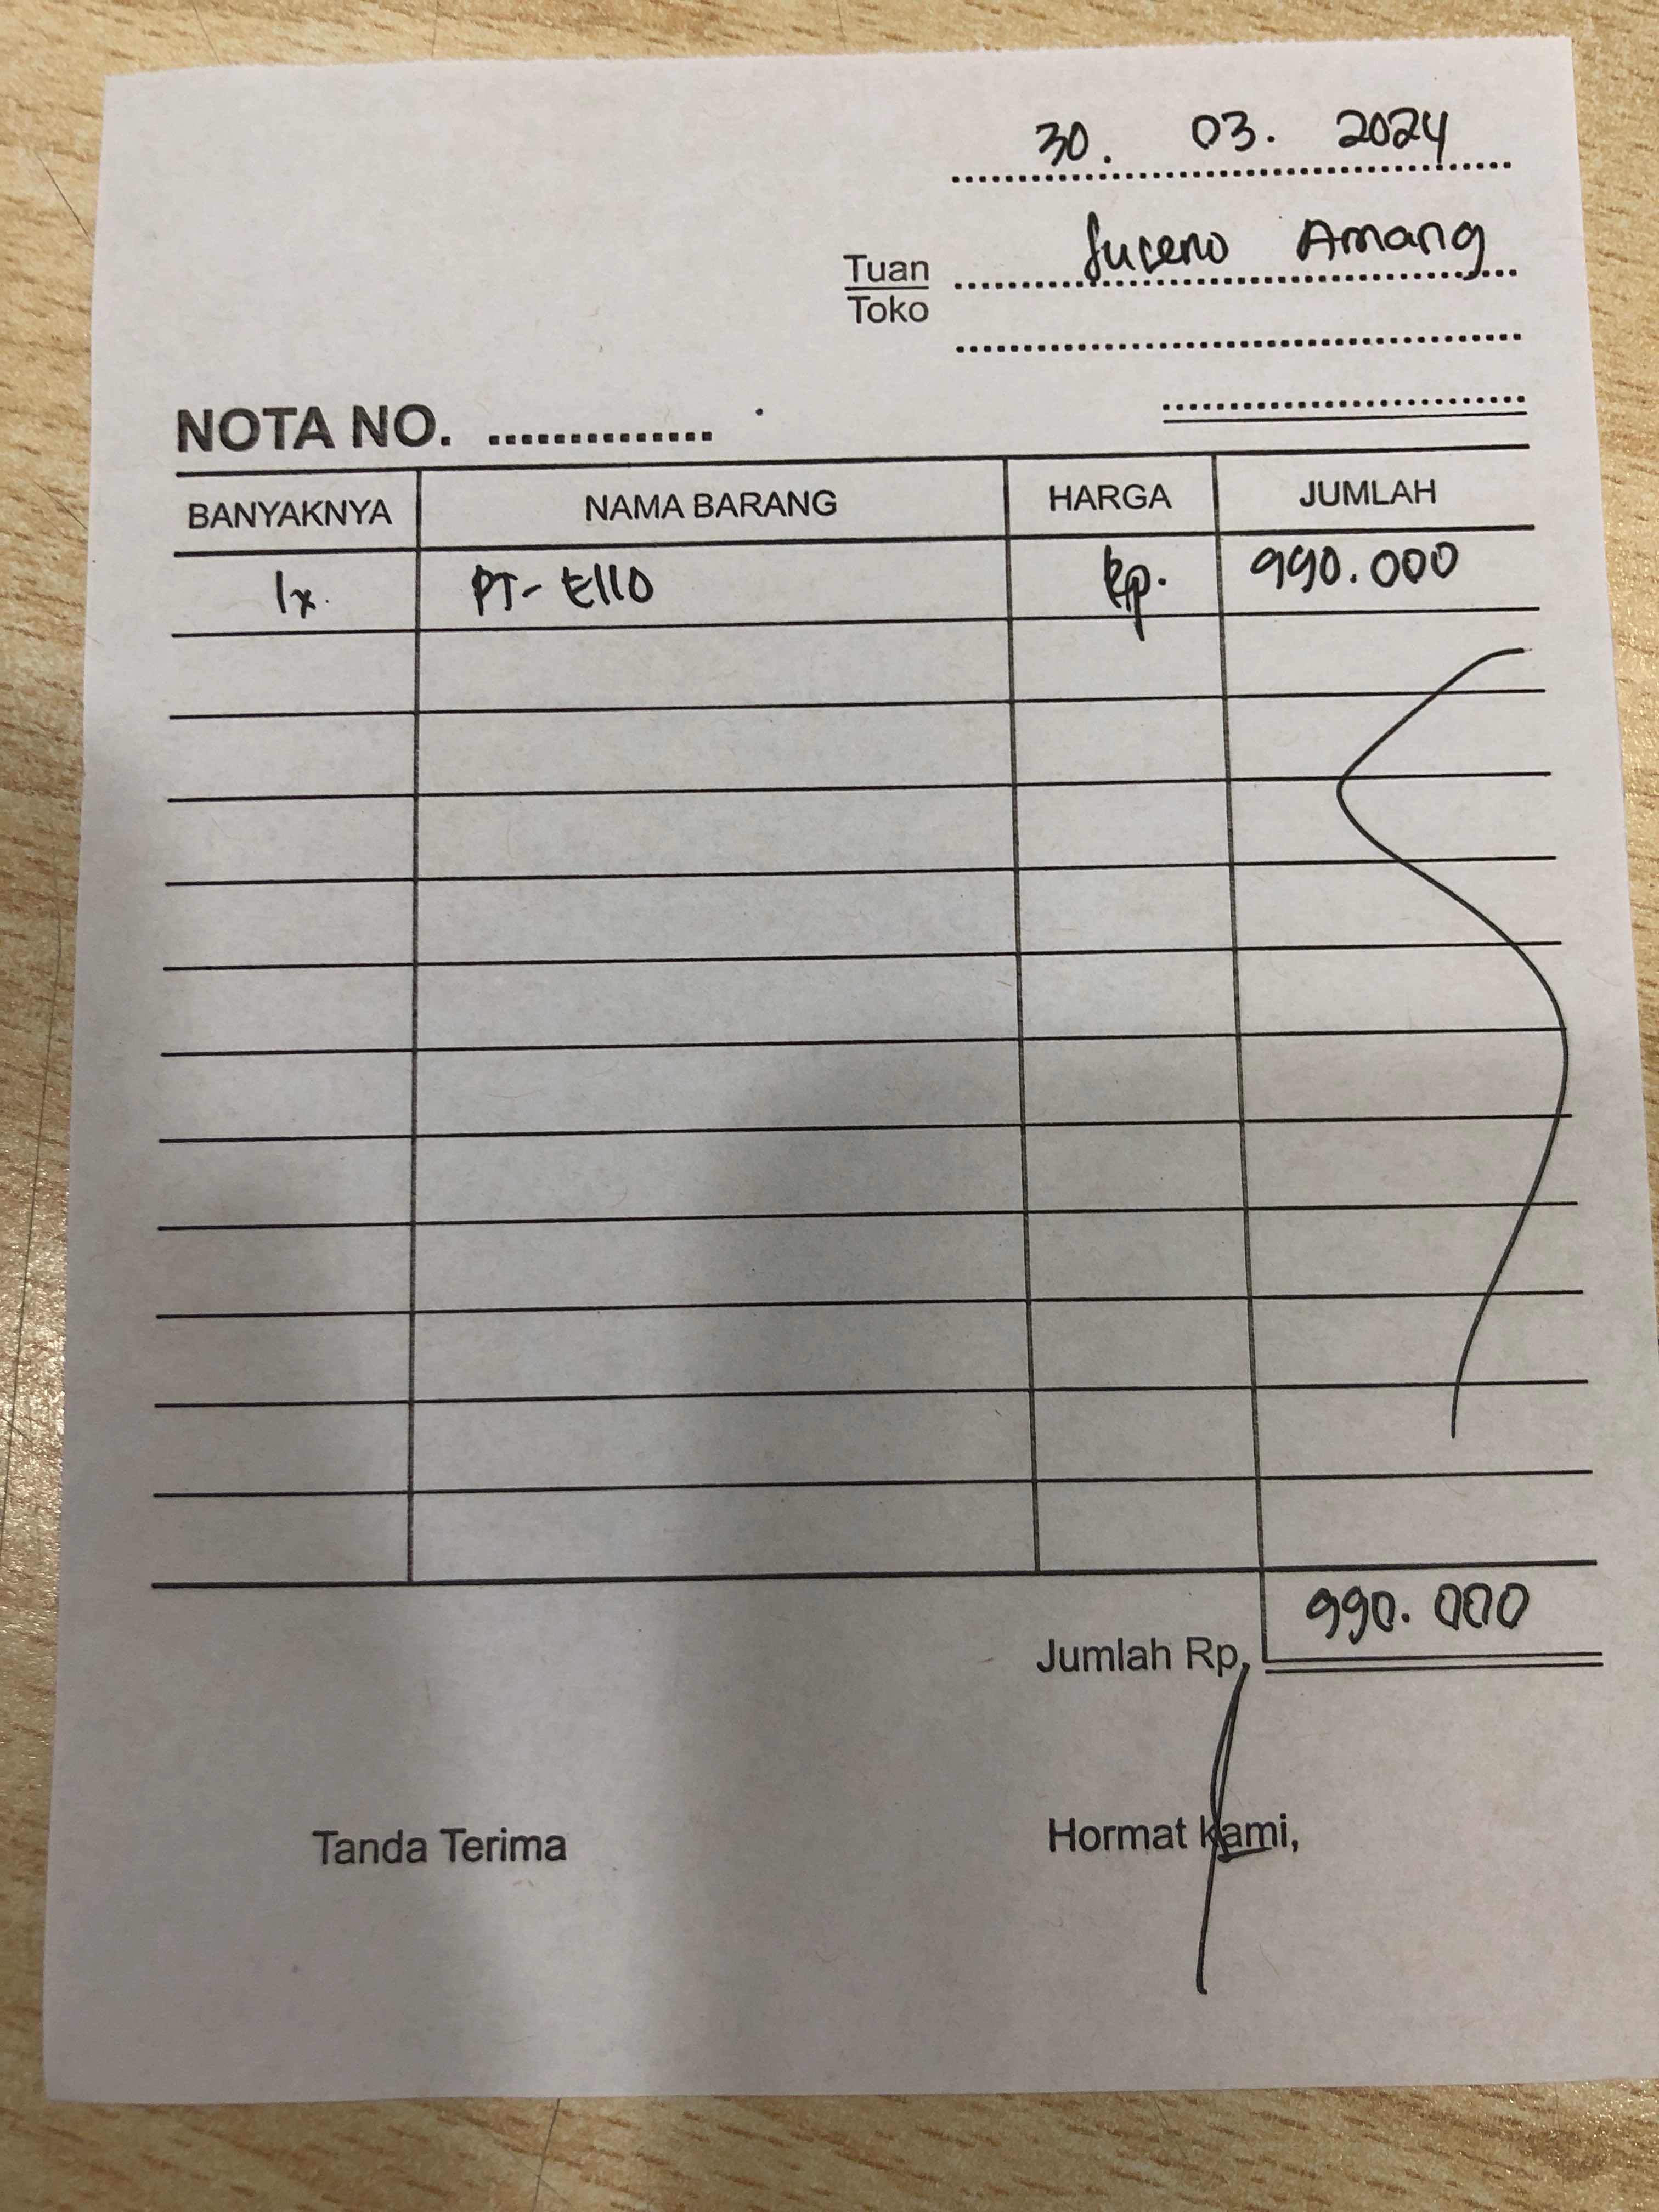 30. 03. 2024
Tuan Suceno Amang
Toko
NOTA NO. ..............
BANYAKNYA NAMA BARANG HARGA JUMLAH
1x. PT- E110 Rp. 990.000
Jumlah Rp. 990.000
Tanda Terima Hormat kami,